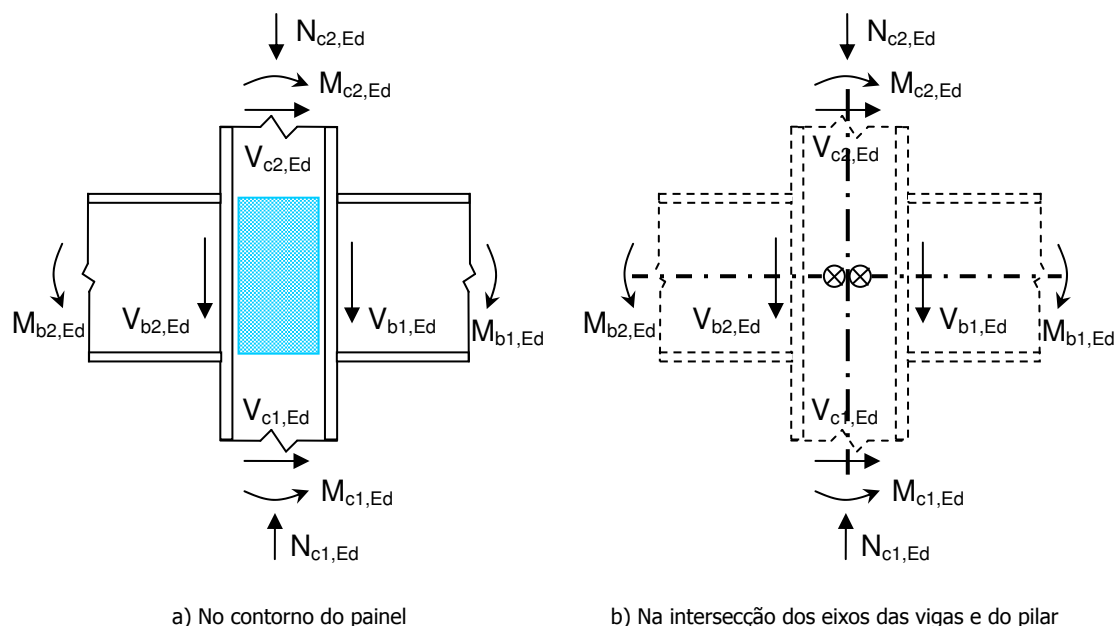 N_c2,Ed
M_c2,Ed
V_c2,Ed
M_b2,Ed
V_b2,Ed
V_b1,Ed
M_b1,Ed
V_c1,Ed
M_c1,Ed
N_c1,Ed
a) No contorno do painel
N_c2,Ed
M_c2,Ed
V_c2,Ed
M_b2,Ed
V_b2,Ed
V_b1,Ed
M_b1,Ed
V_c1,Ed
M_c1,Ed
N_c1,Ed
b) Na intersecção dos eixos das vigas e do pilar